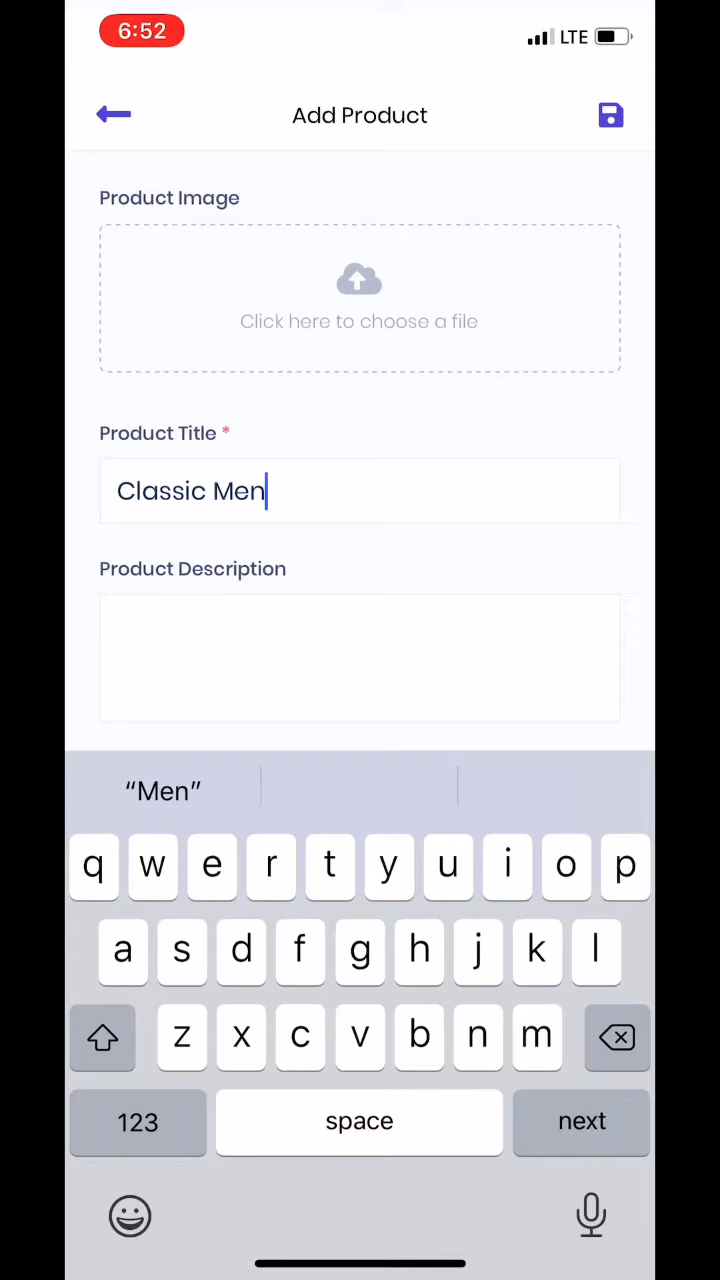 6:52 LTE
Add Product
Product Image
Click here to choose a file
Product Title *
Classic Men
Product Description
“Men”
q w e r t y u i o p
a s d f g h j k l
z x c v b n m
123 space next